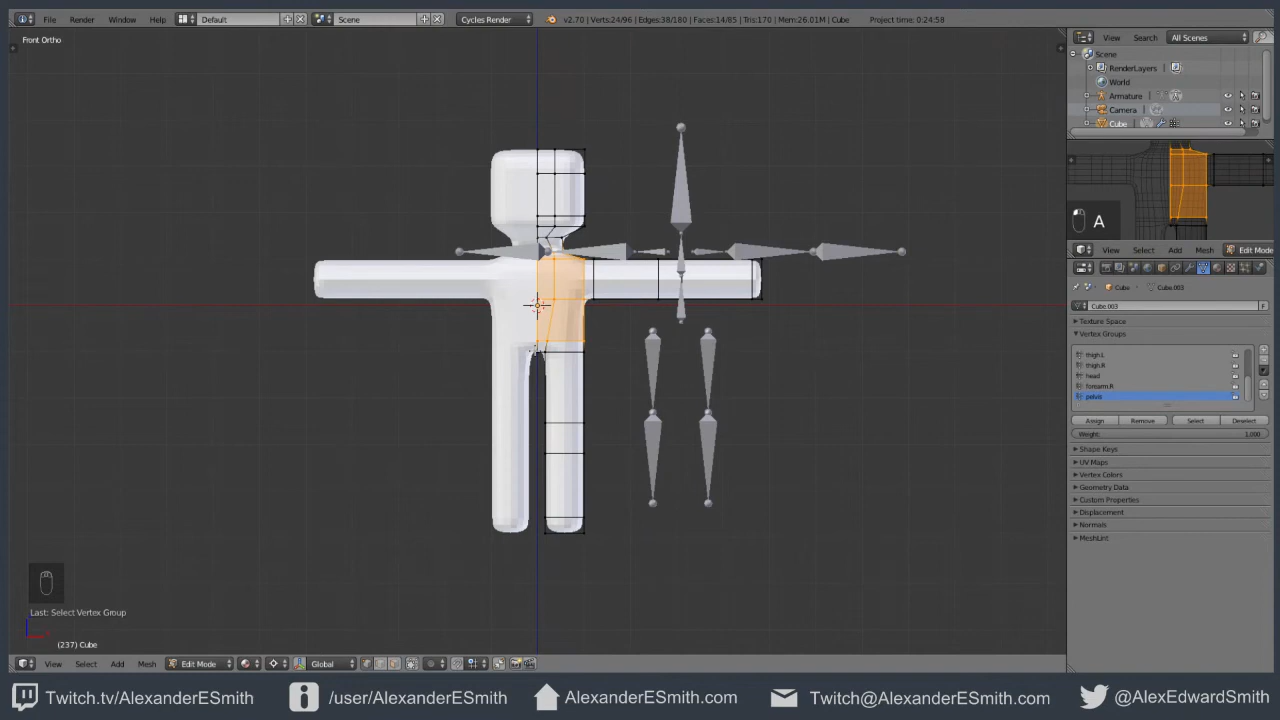 File Render Window Help Default Scene Cycles Render v2.70 | Verts:24/96 | Edges:38/180 | Faces:14/85 | Tris:170 | Mem:26.01M | Cube Project time: 0:24:58
Front Ortho
View Search All Scenes
Scene
RenderLayers
World
Armature
Camera
Cube
A
View Select Add Mesh Edit Mode
Cube Cube.003
Cube.003 F
Texture Space
Vertex Groups
thigh.L
thigh.R
head
forearm.R
pelvis
Assign Remove Select Deselect
Weight: 1.000
Shape Keys
UV Maps
Vertex Colors
Geometry Data
Custom Properties
Displacement
Normals
MeshLint
Last: Select Vertex Group
(237) Cube
View Select Add Mesh Edit Mode Global
Twitch.tv/AlexanderESmith /user/AlexanderESmith AlexanderESmith.com Twitch@AlexanderESmith.com @AlexEdwardSmith